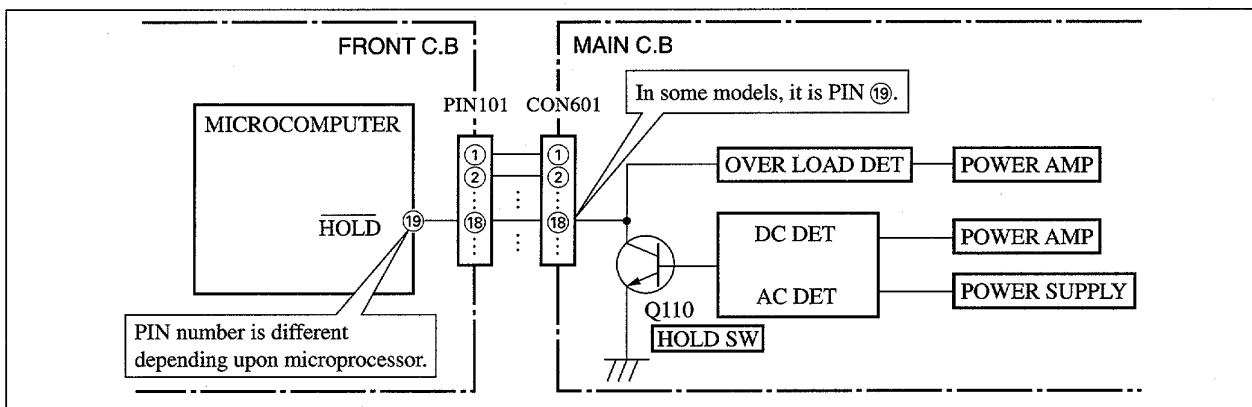 FRONT C.B
MAIN C.B
PIN101
CON601
In some models, it is PIN ⑲.
MICROCOMPUTER
① ①
② ②
HOLD ⑲ ⑱ ⑱
OVER LOAD DET
POWER AMP
DC DET
POWER AMP
AC DET
POWER SUPPLY
Q110
HOLD SW
PIN number is different
depending upon microprocessor.